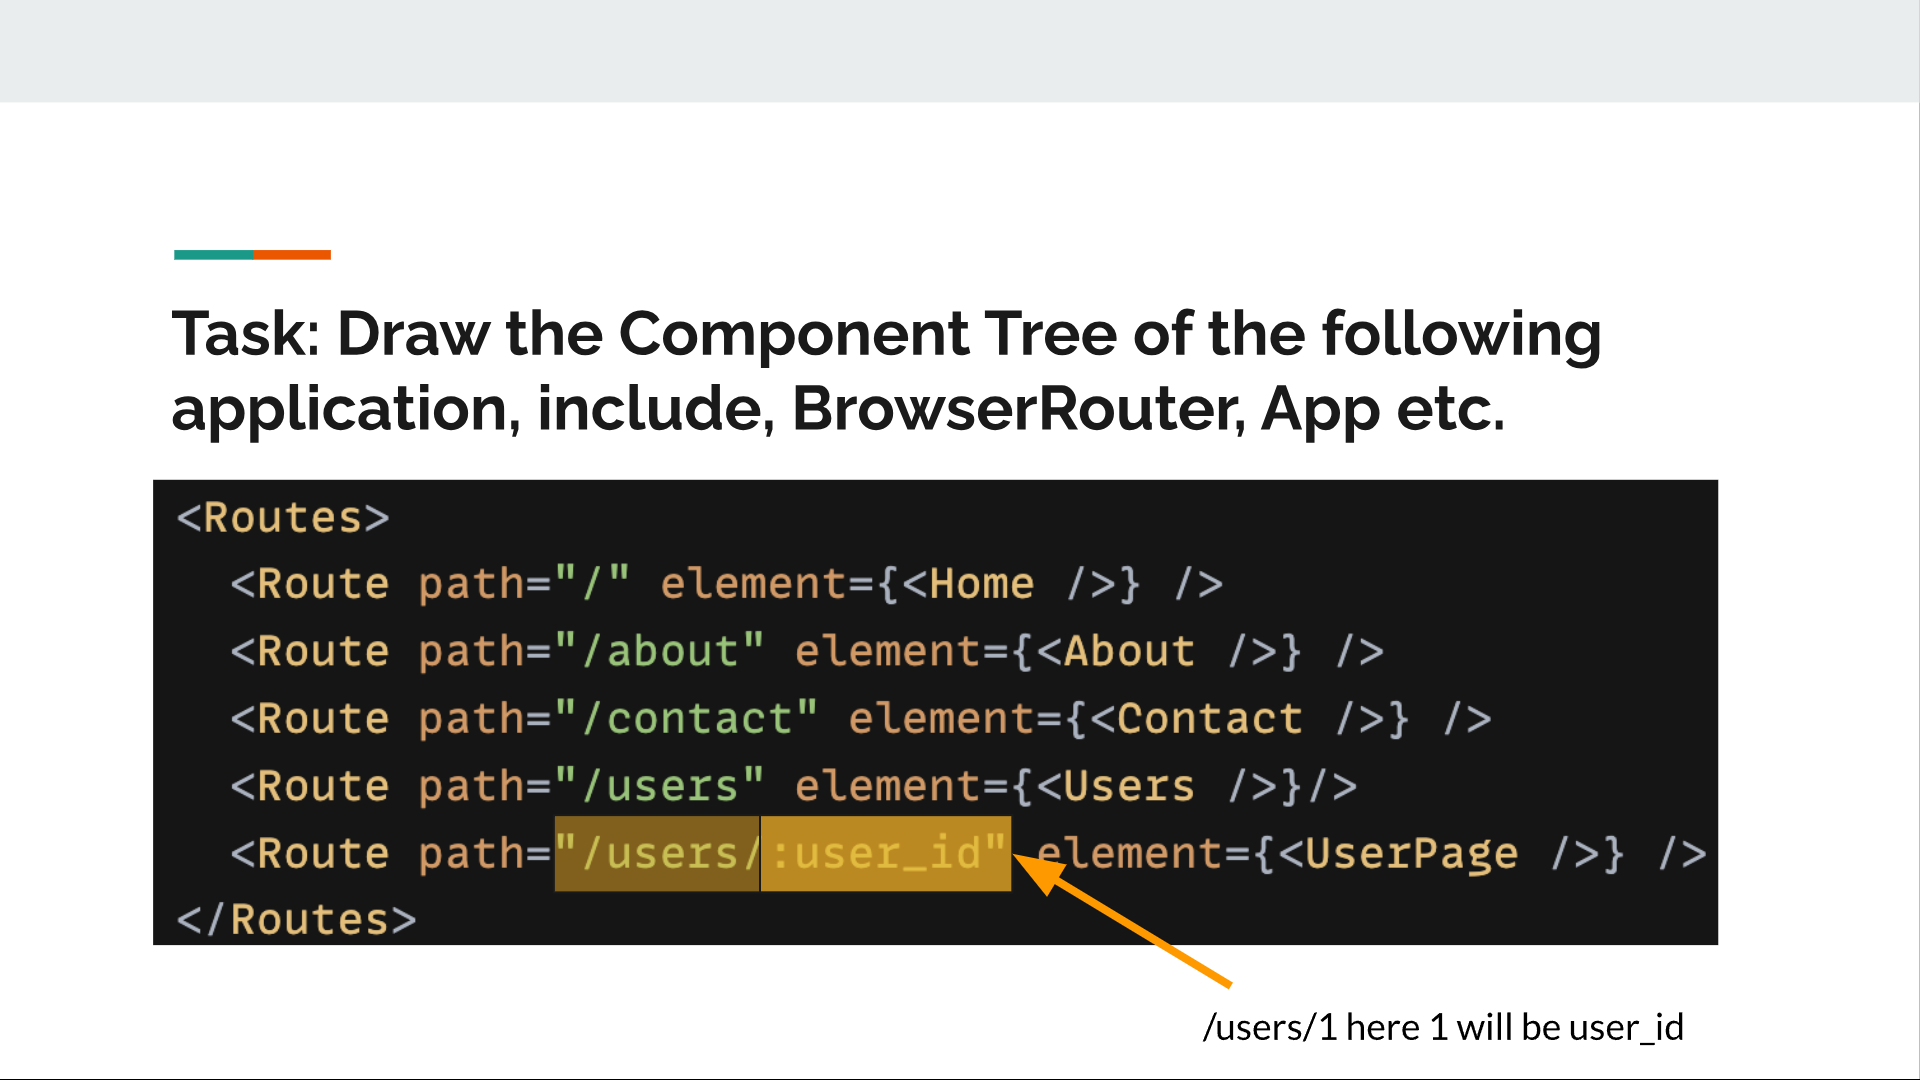 Task: Draw the Component Tree of the following
application, include, BrowserRouter, App etc.
<Routes>
  <Route path="/" element={<Home />} />
  <Route path="/about" element={<About />} />
  <Route path="/contact" element={<Contact />} />
  <Route path="/users" element={<Users />}/>
  <Route path="/users/:user_id" element={<UserPage />} />
</Routes>
/users/1 here 1 will be user_id